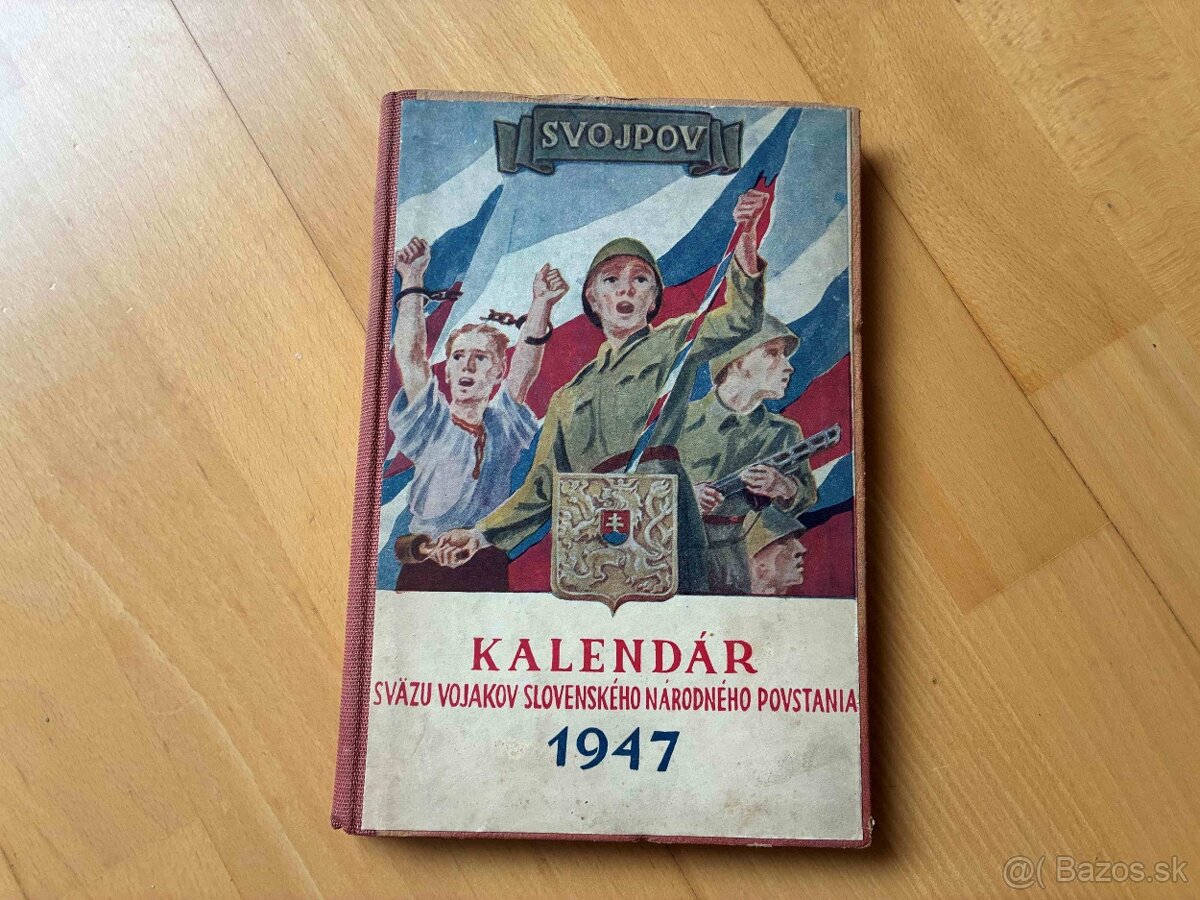 SVOJPOV
KALENDÁR
SVÄZU VOJAKOV SLOVENSKÉHO NÁRODNÉHO POVSTANIA
1947
@( Bazos.sk